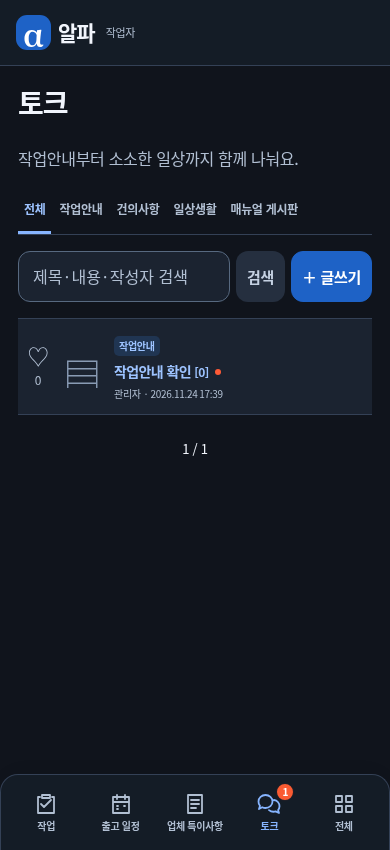 α 알파 작업자
토크
작업안내부터 소소한 일상까지 함께 나눠요.
전체 작업안내 건의사항 일상생활 매뉴얼 게시판
제목·내용·작성자 검색 검색 + 글쓰기
작업안내
♡ 작업안내 확인 [0]
0
관리자 · 2026.11.24 17:39
1 / 1
1
작업 출고 일정 업체 특이사항 토크 전체